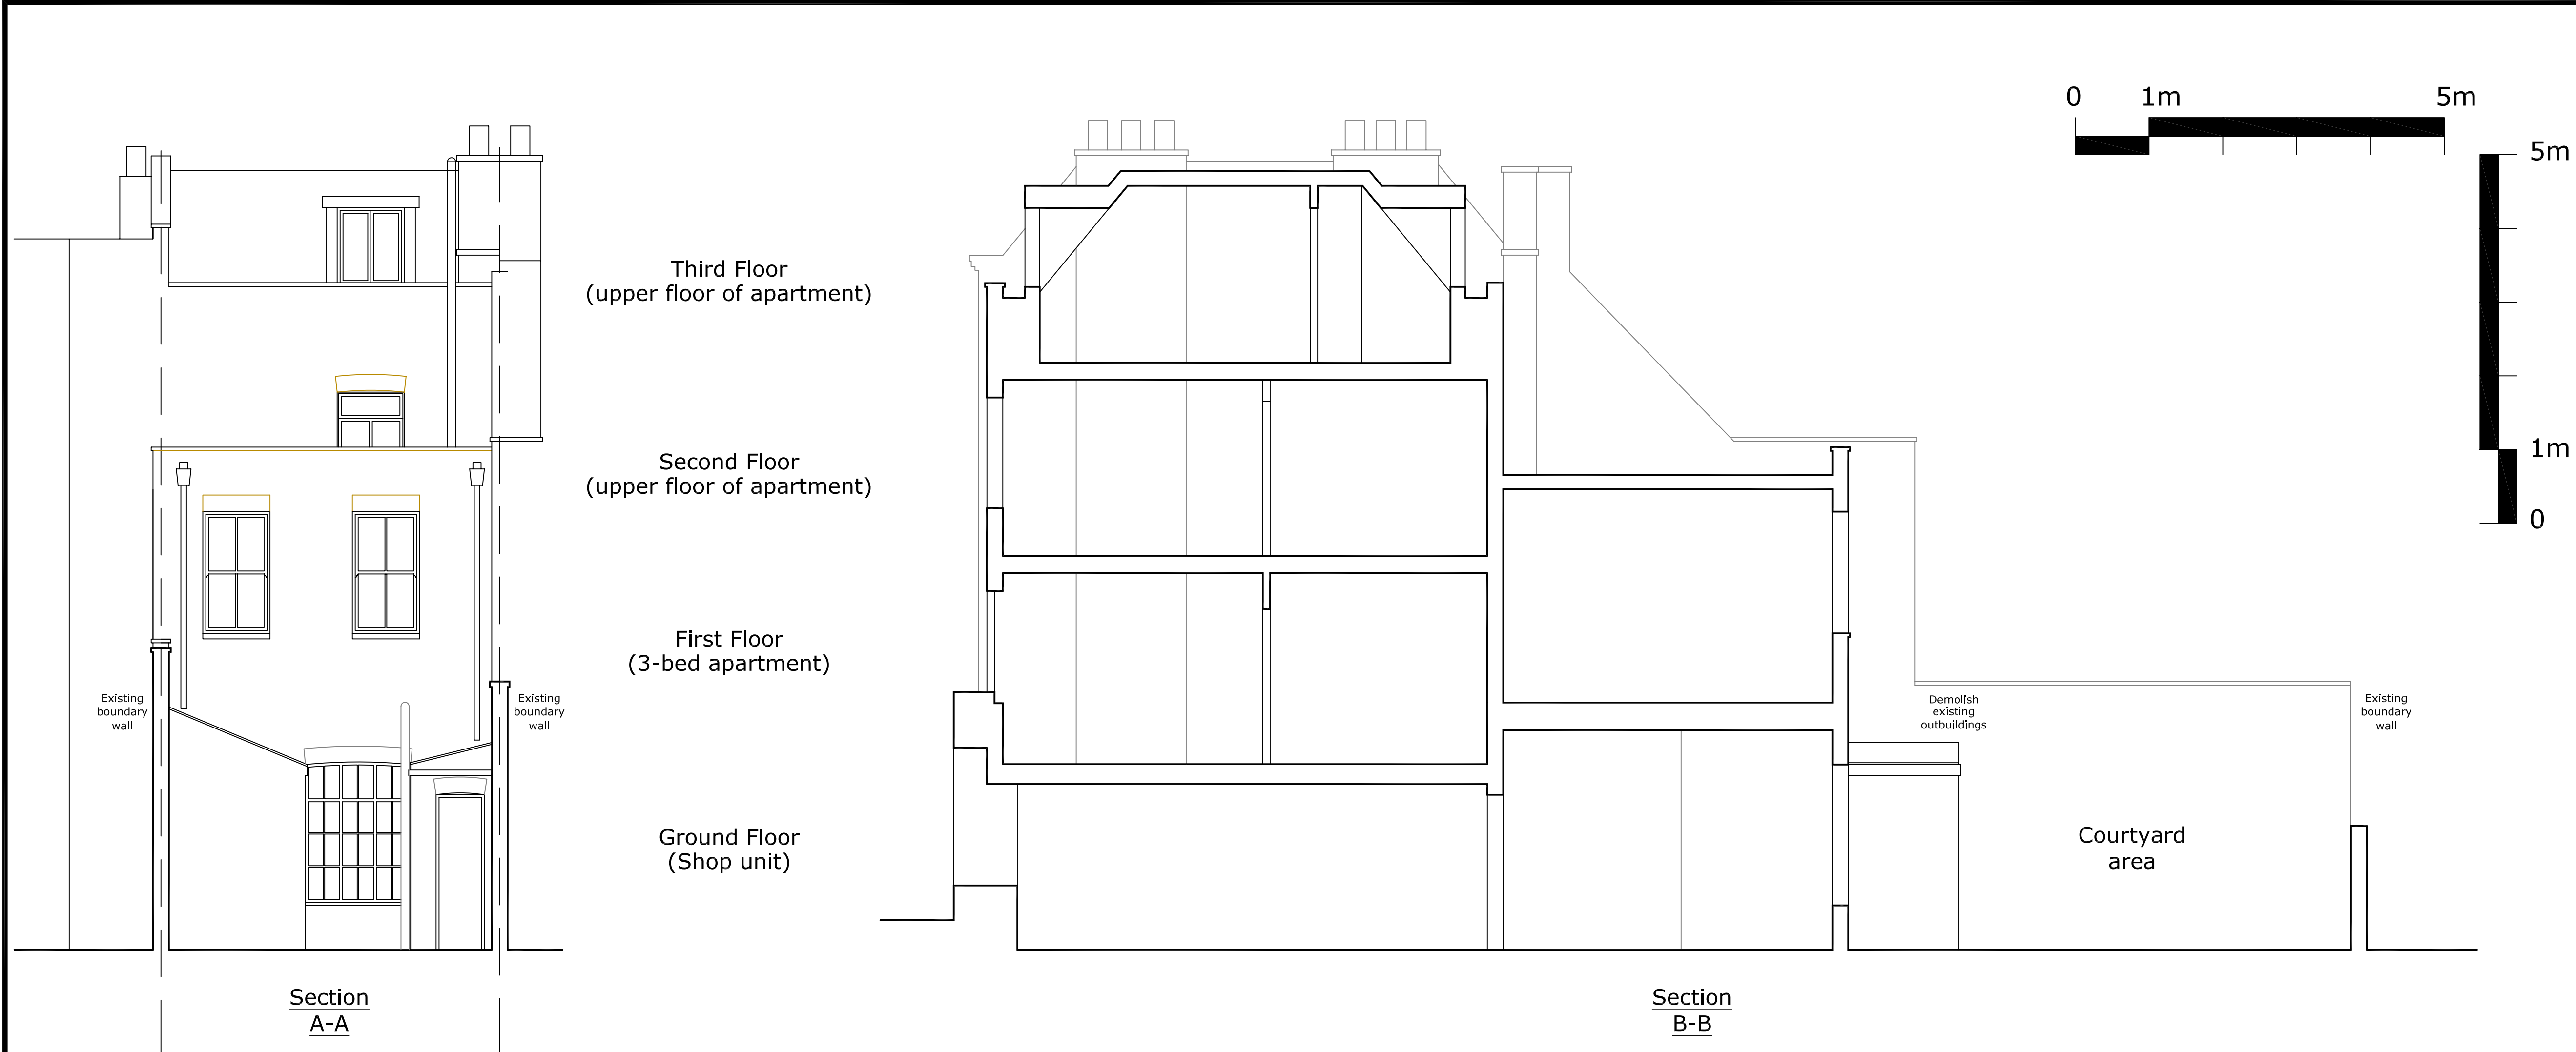 0
1m
5m
5m
1m
0
Third Floor
(upper floor of apartment)
Second Floor
(upper floor of apartment)
First Floor
(3-bed apartment)
Existing
boundary
wall
Existing
boundary
wall
Demolish
existing
outbuildings
Existing
boundary
wall
Ground Floor
(Shop unit)
Courtyard
area
Section
A-A
Section
B-B